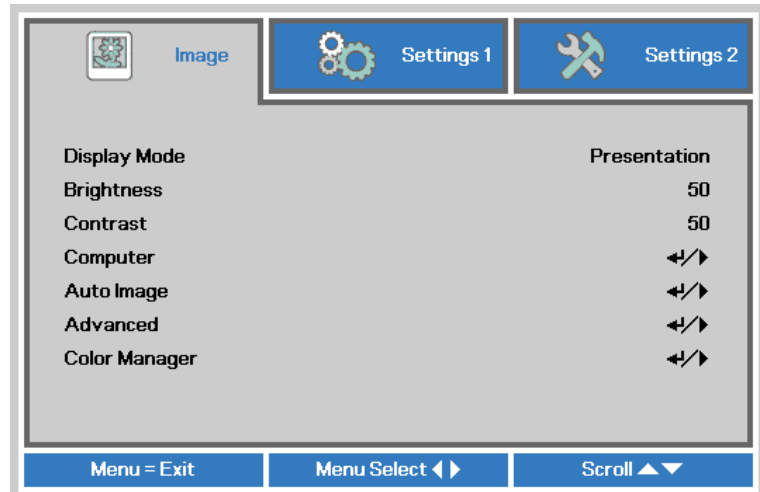 Image
Settings 1
Settings 2
Display Mode Presentation
Brightness 50
Contrast 50
Computer ↵/▶
Auto Image ↵/▶
Advanced ↵/▶
Color Manager ↵/▶
Menu = Exit
Menu Select ◀ ▶
Scroll ▲▼